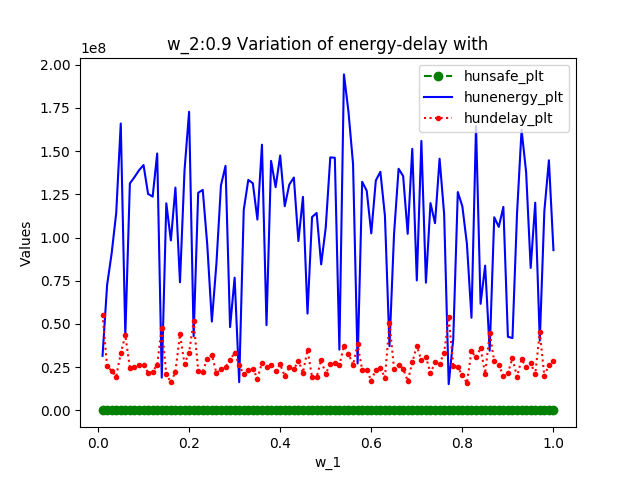 w_2:0.9 Variation of energy-delay with
1e8
2.00
1.75
1.50
1.25
1.00
0.75
0.50
0.25
0.00
Values
hunsafe_plt
hunenergy_plt
hundelay_plt
0.0 0.2 0.4 0.6 0.8 1.0
w_1